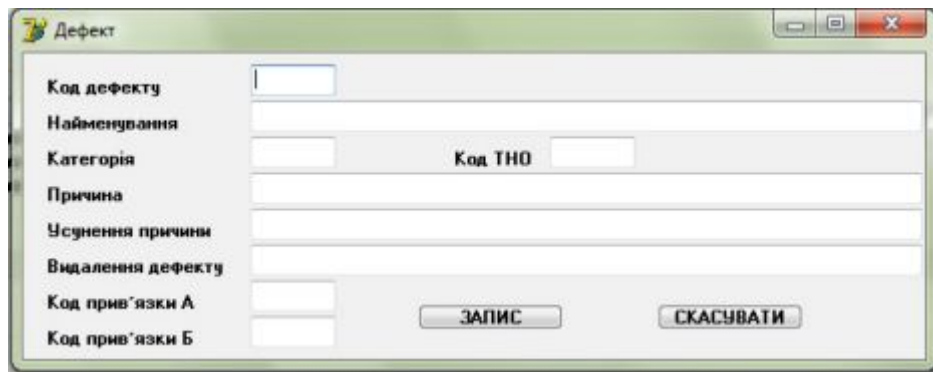 Дефект
Код дефекту
Найменування
Категорія Код ТНО
Причина
Усунення причини
Видалення дефекту
Код прив'язки А
ЗАПИС СКАСУВАТИ
Код прив'язки Б